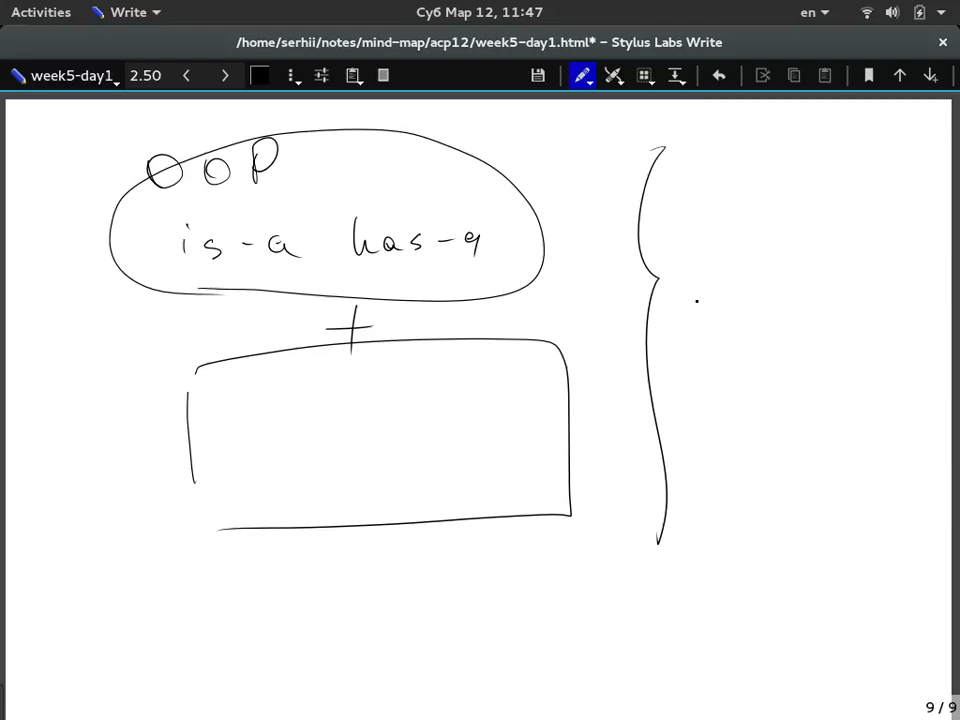 Activities Write Суб Мар 12, 11:47 en
/home/serhii/notes/mind-map/acp12/week5-day1.html* – Stylus Labs Write ×
week5-day1 2.50
OOP
is-a has-a
+
9 / 9